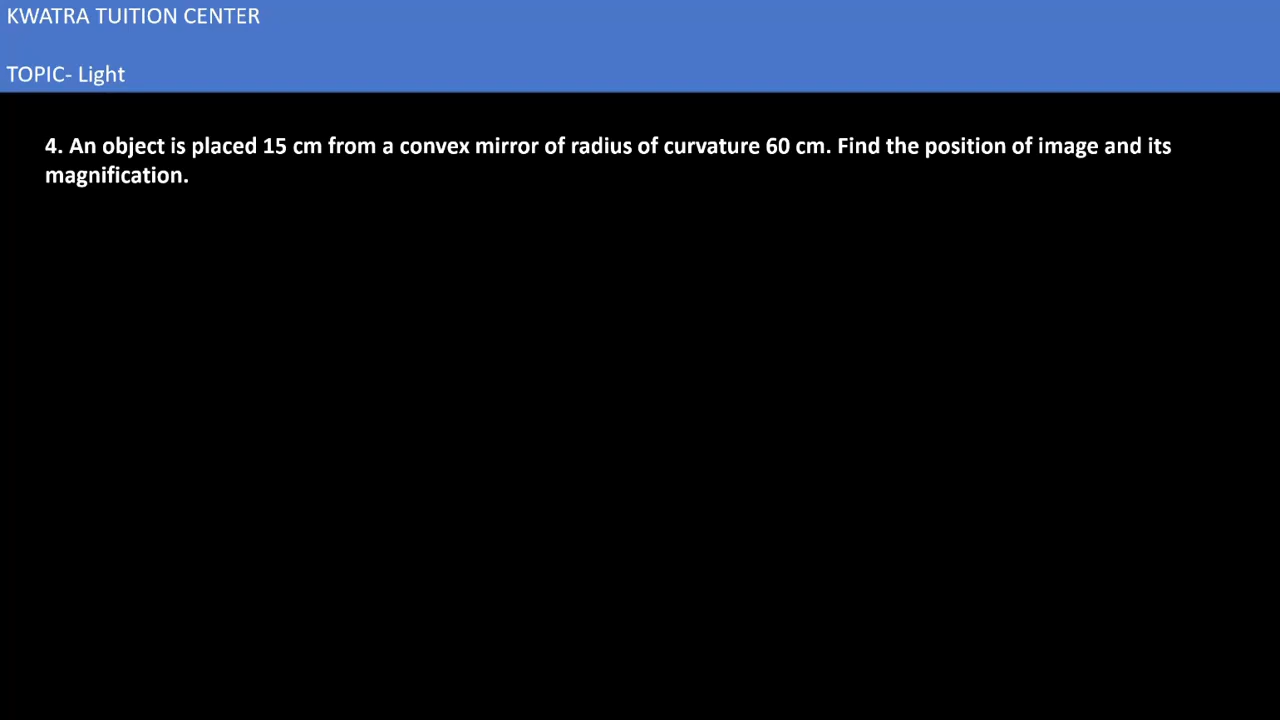 KWATRA TUITION CENTER
TOPIC- Light
4. An object is placed 15 cm from a convex mirror of radius of curvature 60 cm. Find the position of image and its
magnification.